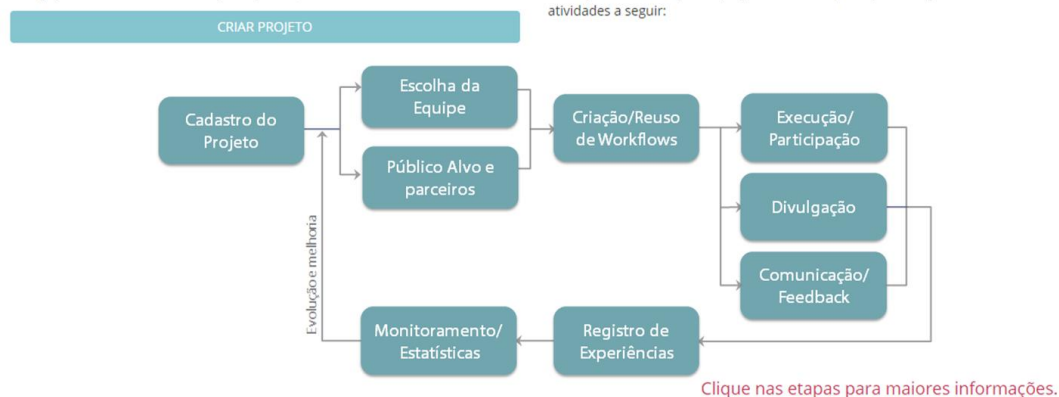 CRIAR PROJETO
atividades a seguir:
Cadastro do
Projeto
Escolha da
Equipe
Público Alvo e
parceiros
Criação/Reuso
de Workflows
Execução/
Participação
Divulgação
Comunicação/
Feedback
Evolução e melhoria
Monitoramento/
Estatísticas
Registro de
Experiências
Clique nas etapas para maiores informações.